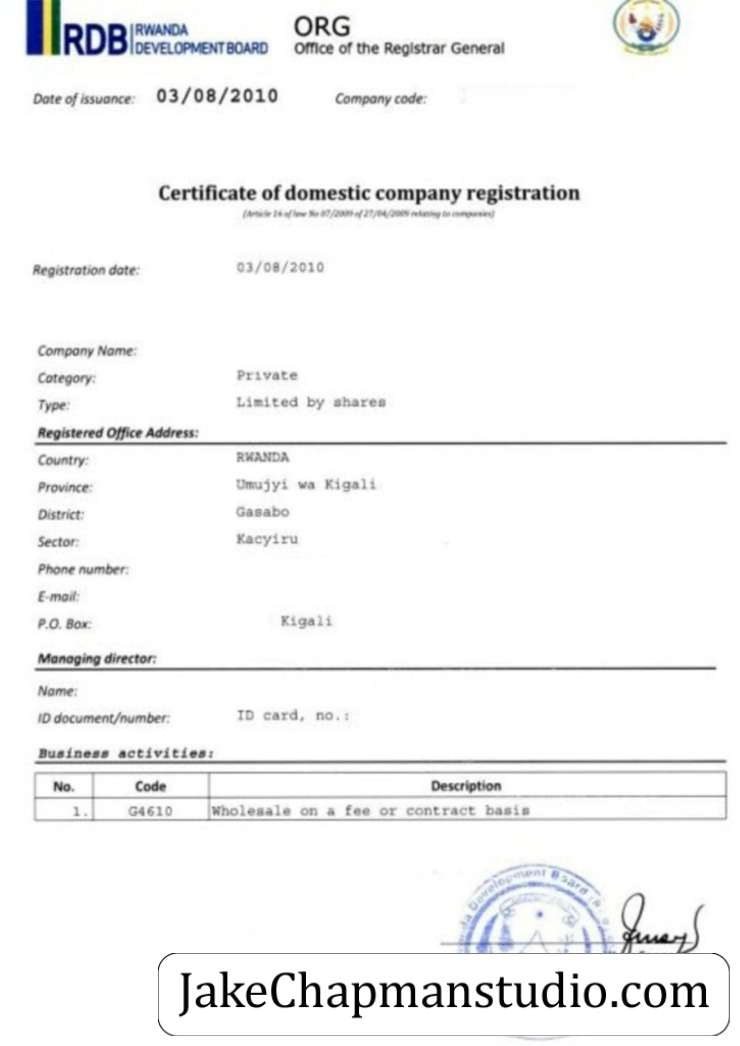 RDB RWANDA
DEVELOPMENT BOARD
ORG
Office of the Registrar General
Date of issuance: 03/08/2010 Company code:
Certificate of domestic company registration
(Article 16 of law No 07/2009 of 27/04/2009 relating to companies)
Registration date: 03/08/2010
Company Name:
Category: Private
Type: Limited by shares
Registered Office Address:
Country: RWANDA
Province: Umujyi wa Kigali
District: Gasabo
Sector: Kacyiru
Phone number:
E-mail:
P.O. Box: Kigali
Managing director:
Name:
ID document/number: ID card, no.:
Business activities:
No. Code Description
1. G4610 Wholesale on a fee or contract basis
Development Board
JakeChapmanstudio.com